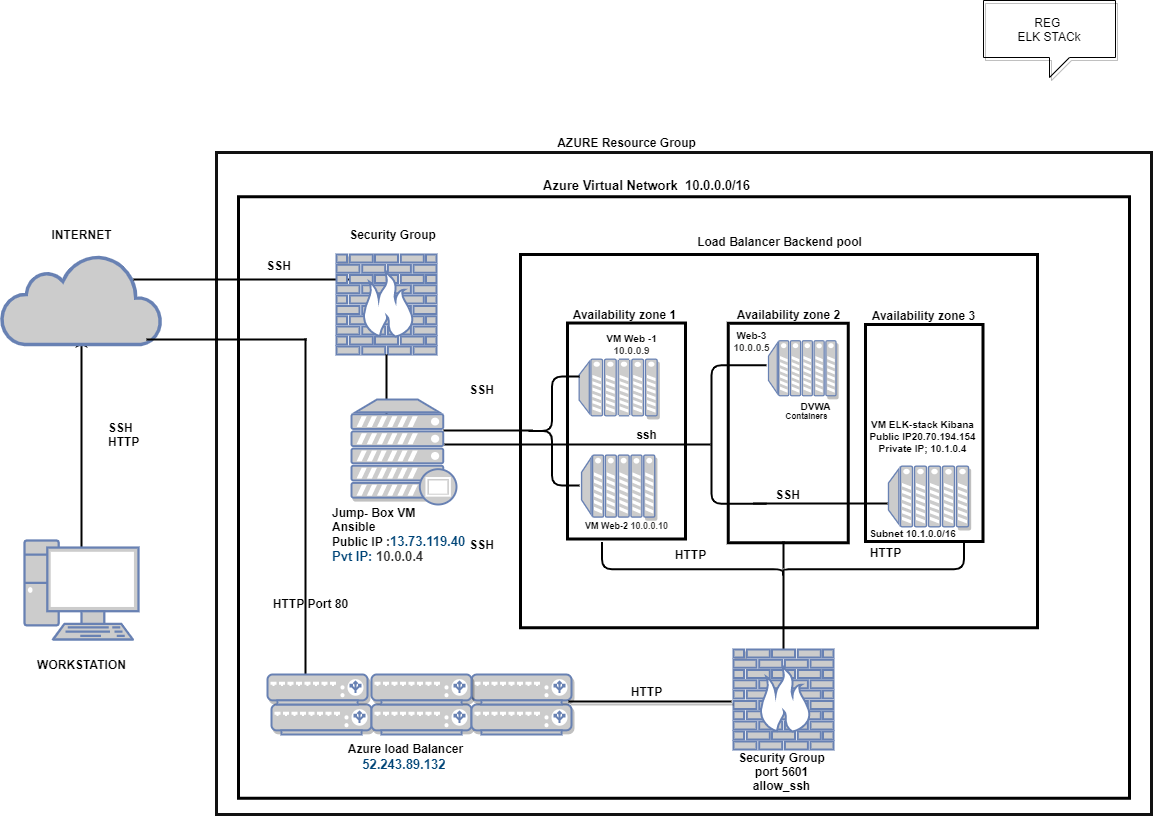 REG
ELK STACk
AZURE Resource Group
Azure Virtual Network 10.0.0.0/16
INTERNET
Security Group
Load Balancer Backend pool
SSH
Availability zone 1
Availability zone 2
Availability zone 3
VM Web -1
10.0.0.9
Web-3
10.0.0.5
SSH
DVWA
Containers
SSH
HTTP
ssh
VM ELK-stack Kibana
Public IP20.70.194.154
Private IP; 10.1.0.4
SSH
Jump- Box VM
Ansible
Public IP :13.73.119.40
Pvt IP: 10.0.0.4
SSH
VM Web-2 10.0.0.10
Subnet 10.1.0.0/16
HTTP
HTTP
HTTP Port 80
WORKSTATION
HTTP
Azure load Balancer
52.243.89.132
Security Group
port 5601
allow_ssh